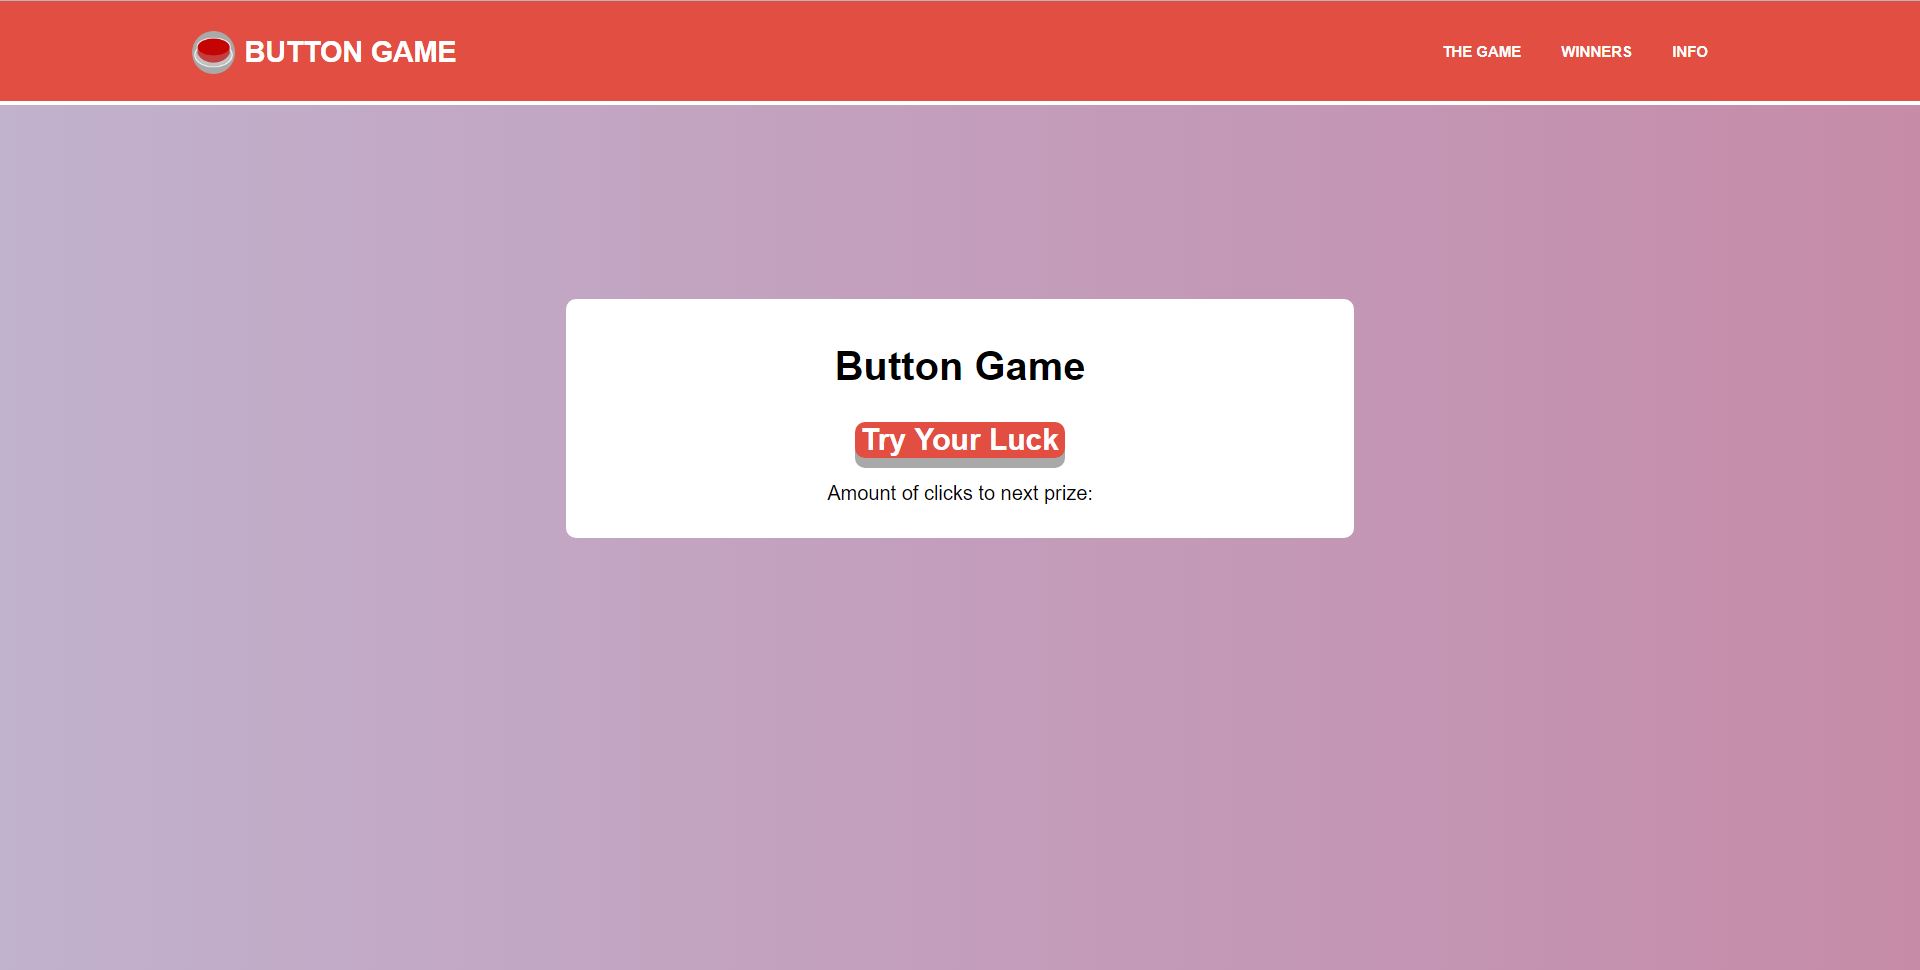 BUTTON GAME
THE GAME WINNERS INFO
Button Game
Try Your Luck
Amount of clicks to next prize: